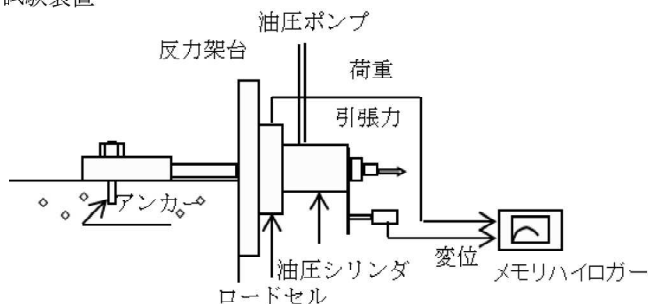 試験装置
油圧ポンプ
反力架台
荷重
引張力
アンカー
油圧シリンダ
変位
メモリハイロガー
ロードセル